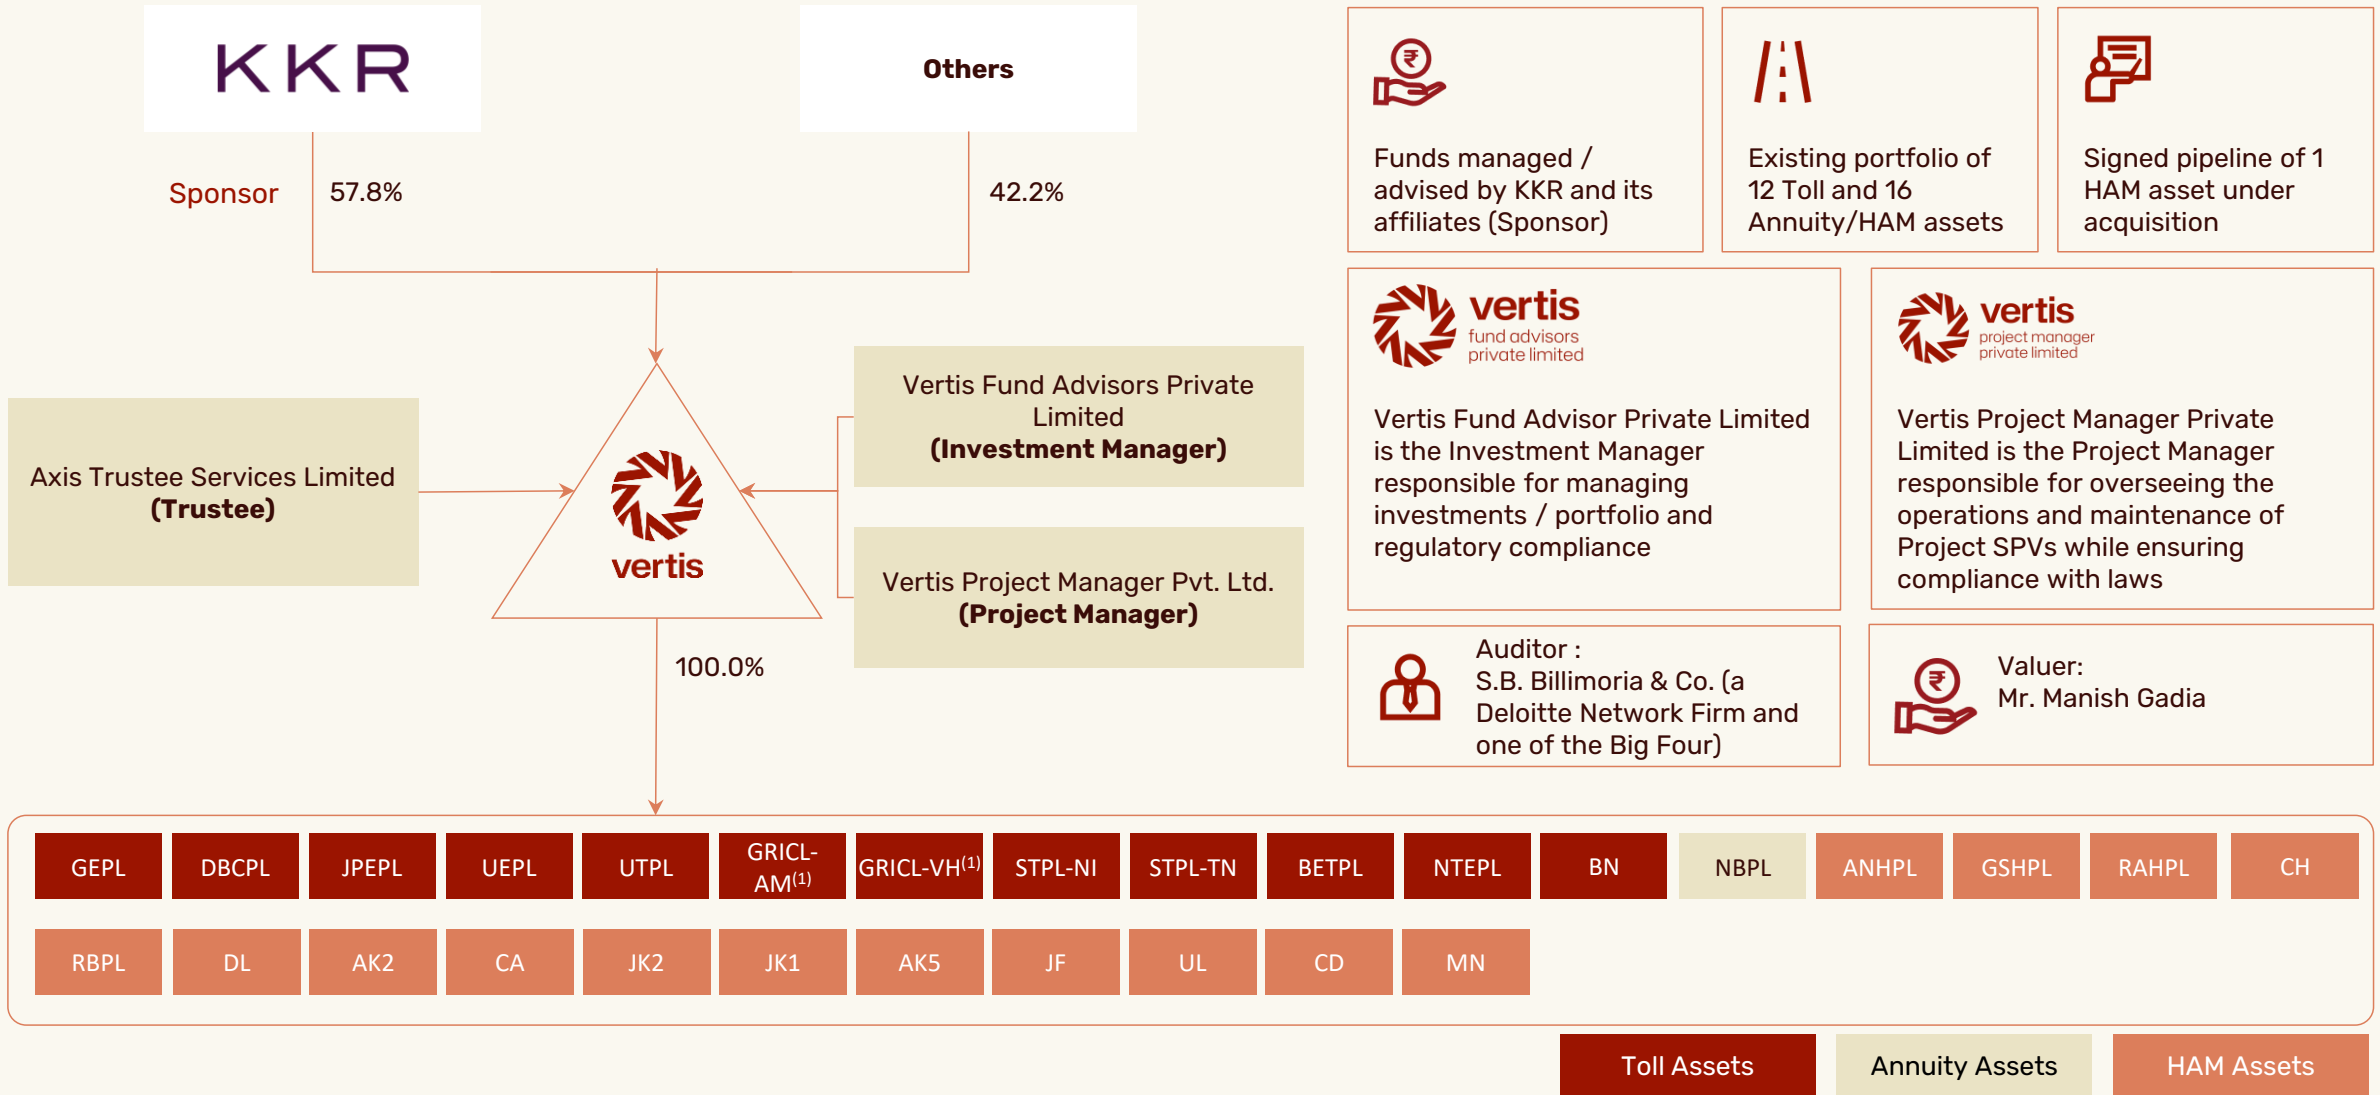 KKR
Others
Sponsor
57.8%
42.2%
Axis Trustee Services Limited
(Trustee)
vertis
Vertis Fund Advisors Private
Limited
(Investment Manager)
Vertis Project Manager Pvt. Ltd.
(Project Manager)
100.0%
Funds managed /
advised by KKR and its
affiliates (Sponsor)
Existing portfolio of
12 Toll and 16
Annuity/HAM assets
Signed pipeline of 1
HAM asset under
acquisition
vertis
fund advisors
private limited
Vertis Fund Advisor Private Limited
is the Investment Manager
responsible for managing
investments / portfolio and
regulatory compliance
vertis
project manager
private limited
Vertis Project Manager Private
Limited is the Project Manager
responsible for overseeing the
operations and maintenance of
Project SPVs while ensuring
compliance with laws
Auditor :
S.B. Billimoria & Co. (a
Deloitte Network Firm and
one of the Big Four)
Valuer:
Mr. Manish Gadia
GEPL
DBCPL
JPEPL
UEPL
UTPL
GRICL-
AM(1)
GRICL-VH(1)
STPL-NI
STPL-TN
BETPL
NTEPL
BN
NBPL
ANHPL
GSHPL
RAHPL
CH
RBPL
DL
AK2
CA
JK2
JK1
AK5
JF
UL
CD
MN
Toll Assets
Annuity Assets
HAM Assets